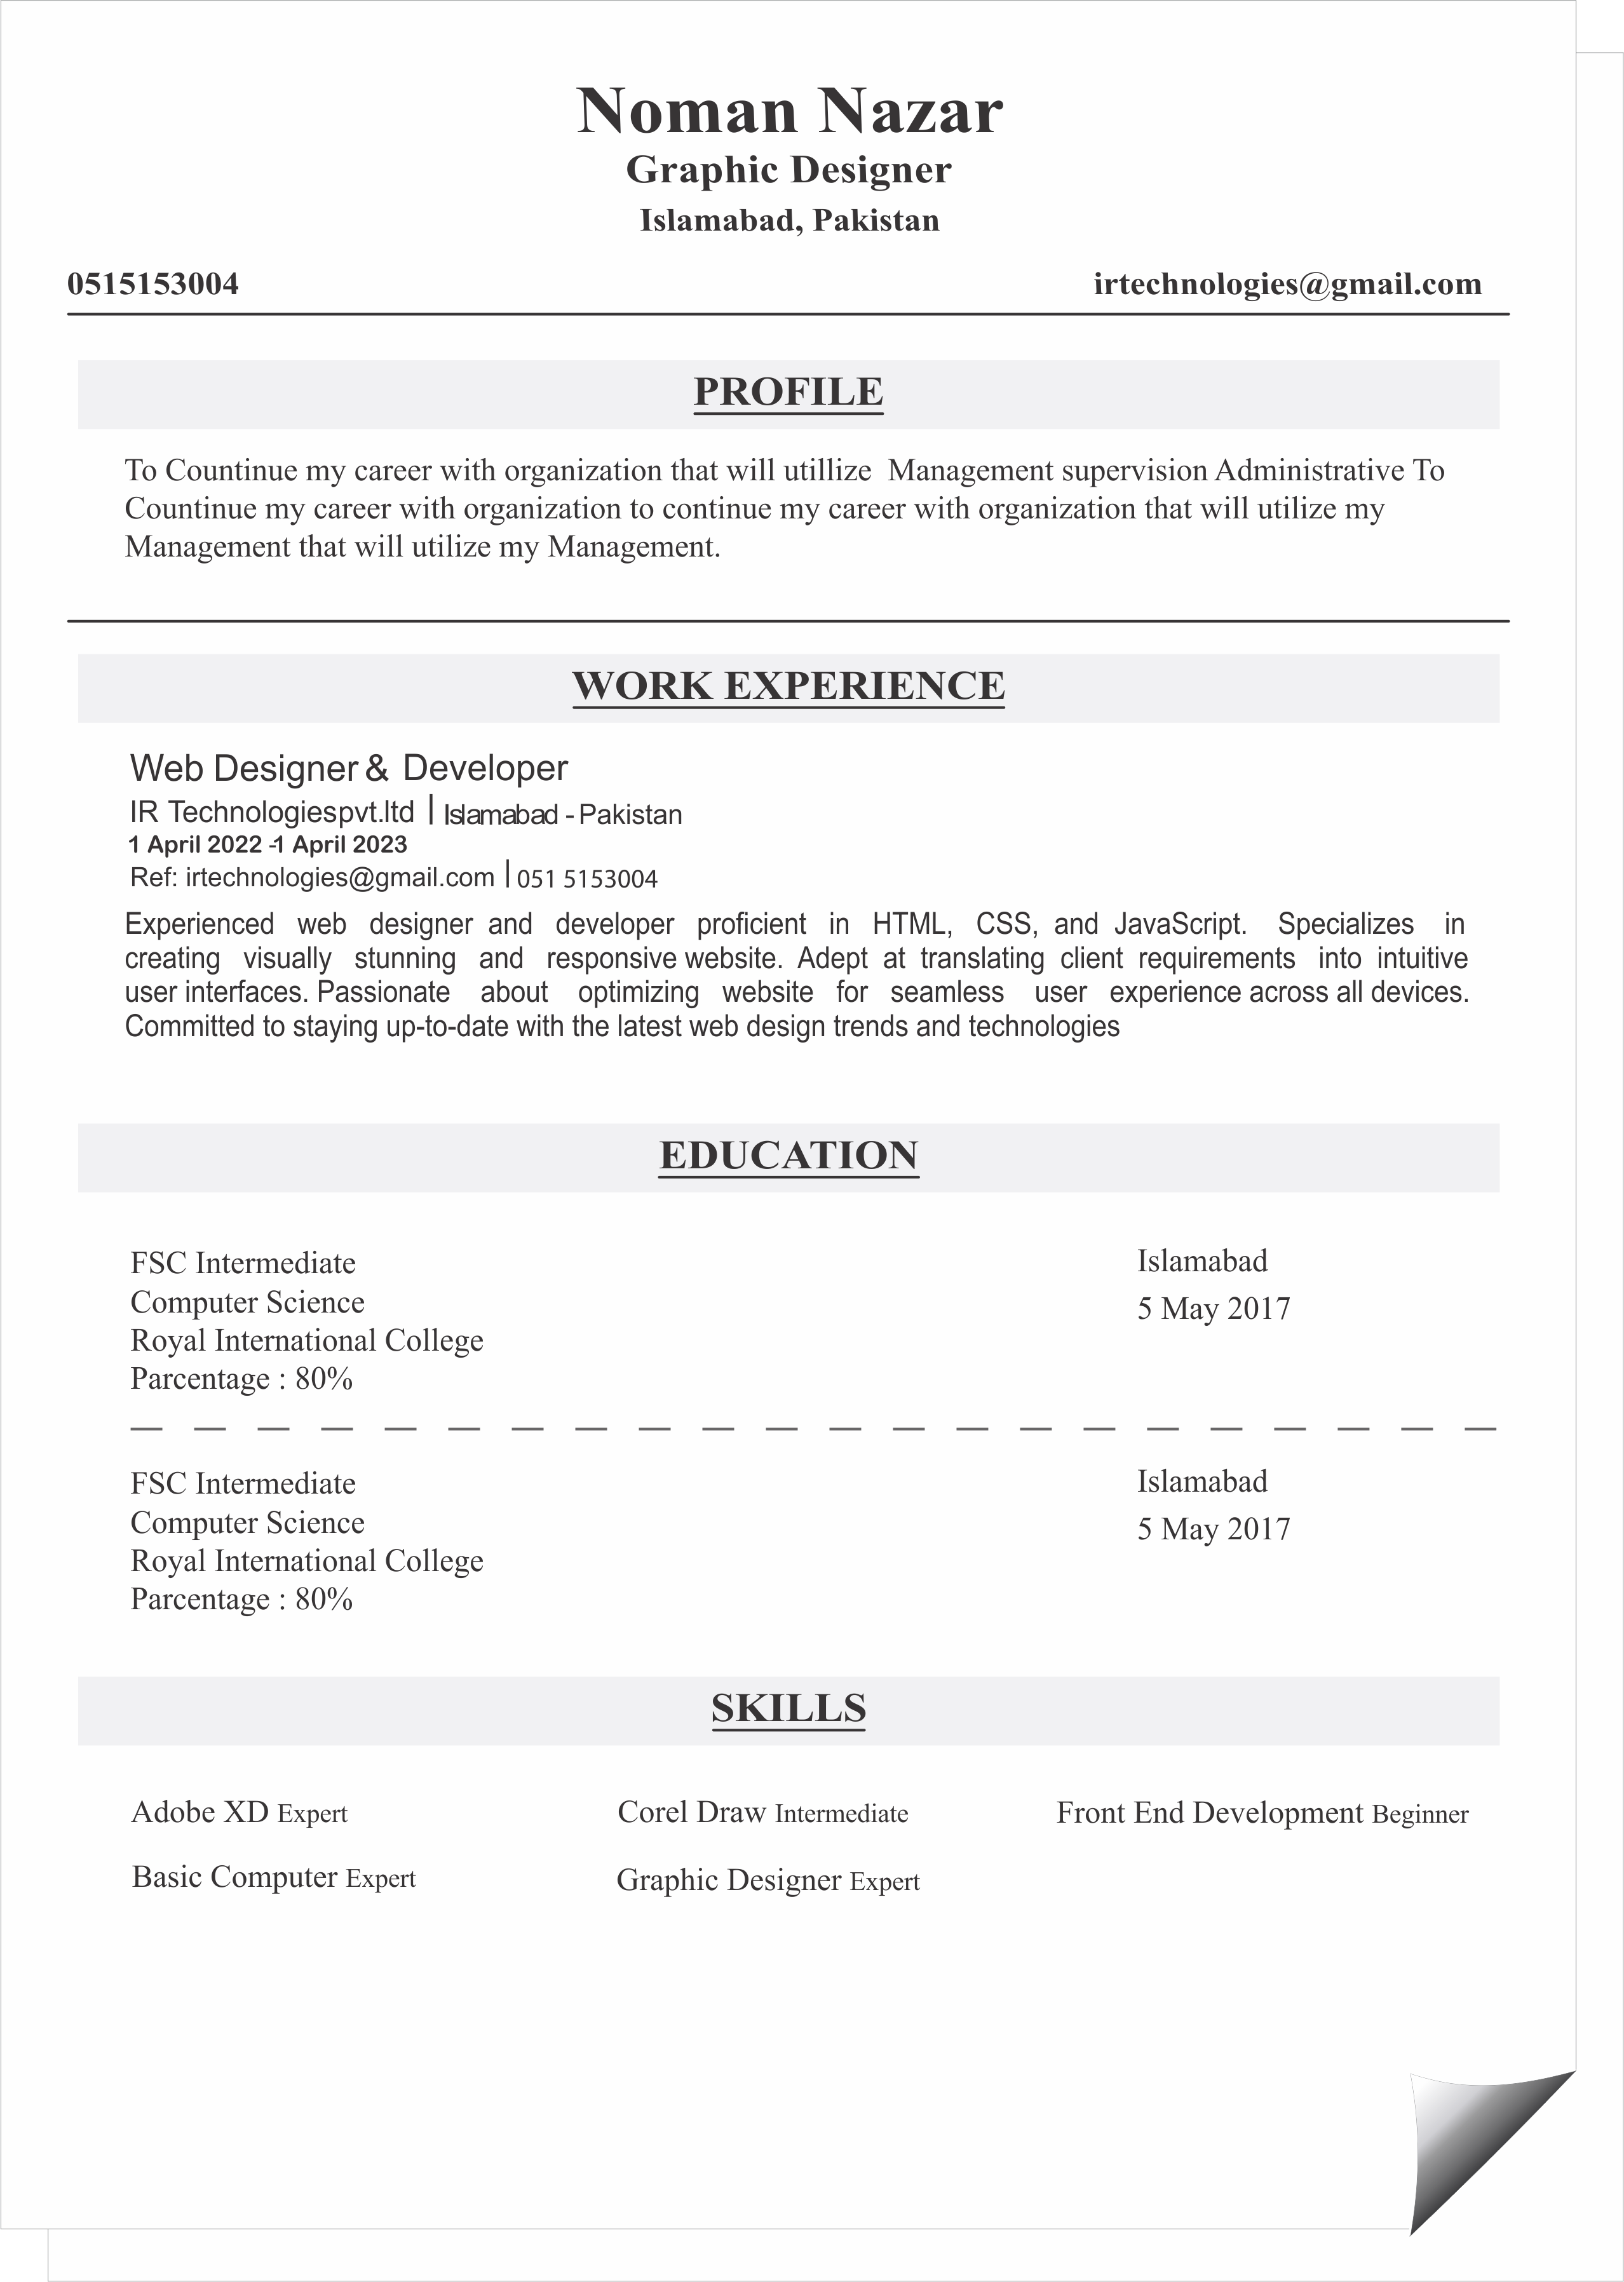 Noman Nazar
Graphic Designer
Islamabad, Pakistan
0515153004 irtechnologies@gmail.com
PROFILE
To Countinue my career with organization that will utillize Management supervision Administrative To
Countinue my career with organization to continue my career with organization that will utilize my
Management that will utilize my Management.
WORK EXPERIENCE
Web Designer & Developer
IR Technologiespvt.ltd | Islamabad - Pakistan
1 April 2022 -1 April 2023
Ref: irtechnologies@gmail.com | 051 5153004
Experienced web designer and developer proficient in HTML, CSS, and JavaScript. Specializes in
creating visually stunning and responsive website. Adept at translating client requirements into intuitive
user interfaces. Passionate about optimizing website for seamless user experience across all devices.
Committed to staying up-to-date with the latest web design trends and technologies
EDUCATION
FSC Intermediate Islamabad
Computer Science 5 May 2017
Royal International College
Parcentage : 80%
FSC Intermediate Islamabad
Computer Science 5 May 2017
Royal International College
Parcentage : 80%
SKILLS
Adobe XD Expert Corel Draw Intermediate Front End Development Beginner
Basic Computer Expert Graphic Designer Expert